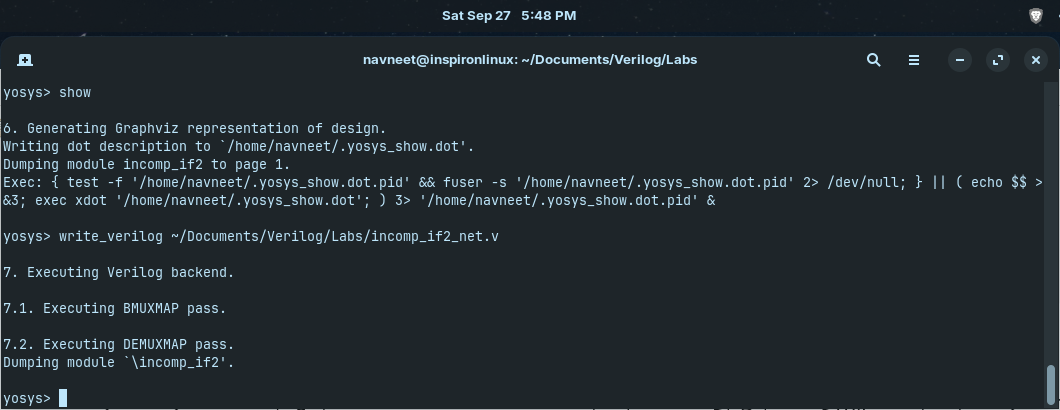 Sat Sep 27 5:48 PM
navneet@inspironlinux: ~/Documents/Verilog/Labs
yosys> show
6. Generating Graphviz representation of design.
Writing dot description to `/home/navneet/.yosys_show.dot'.
Dumping module incomp_if2 to page 1.
Exec: { test -f '/home/navneet/.yosys_show.dot.pid' && fuser -s '/home/navneet/.yosys_show.dot.pid' 2> /dev/null; } || ( echo $$ >
&3; exec xdot '/home/navneet/.yosys_show.dot'; ) 3> '/home/navneet/.yosys_show.dot.pid' &
yosys> write_verilog ~/Documents/Verilog/Labs/incomp_if2_net.v
7. Executing Verilog backend.
7.1. Executing BMUXMAP pass.
7.2. Executing DEMUXMAP pass.
Dumping module `\incomp_if2'.
yosys>